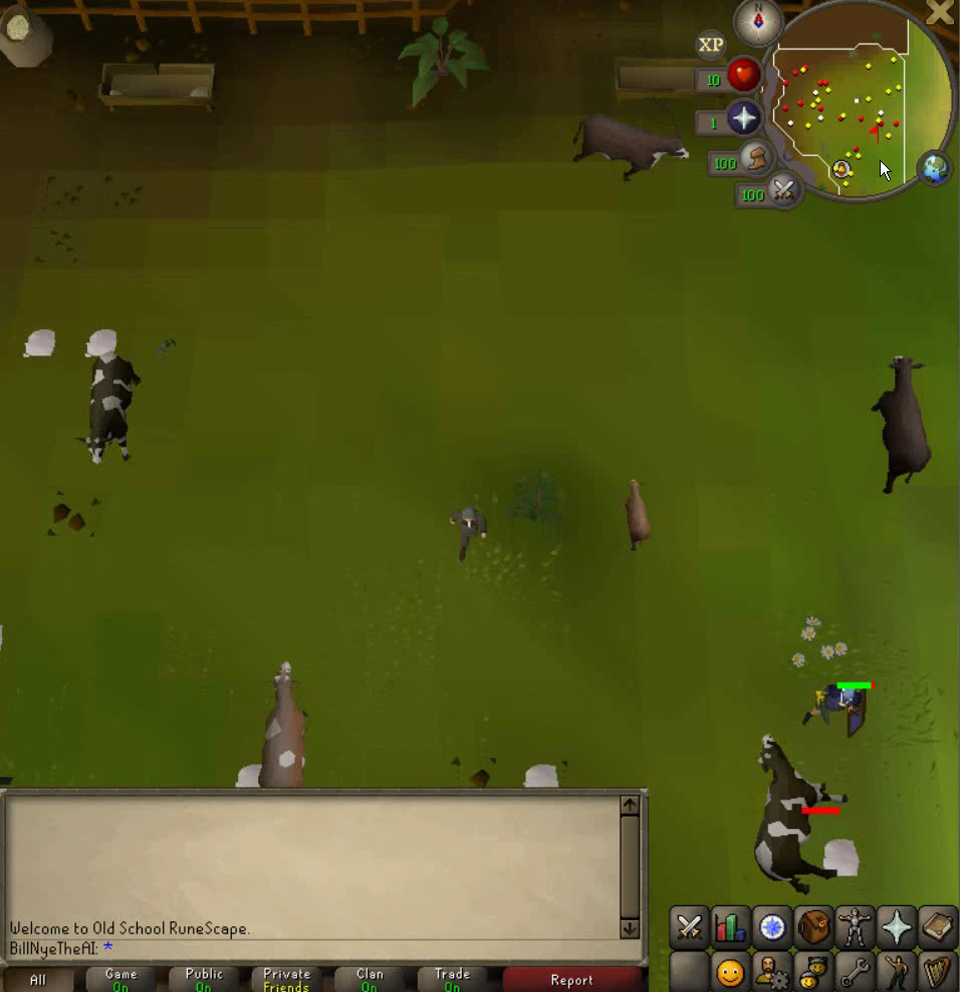 N
XP
10
1
100
100
Welcome to Old School RuneScape.
BillNyeTheAI: *
All
Game
On
Public
On
Private
Friends
Clan
On
Trade
On
Report